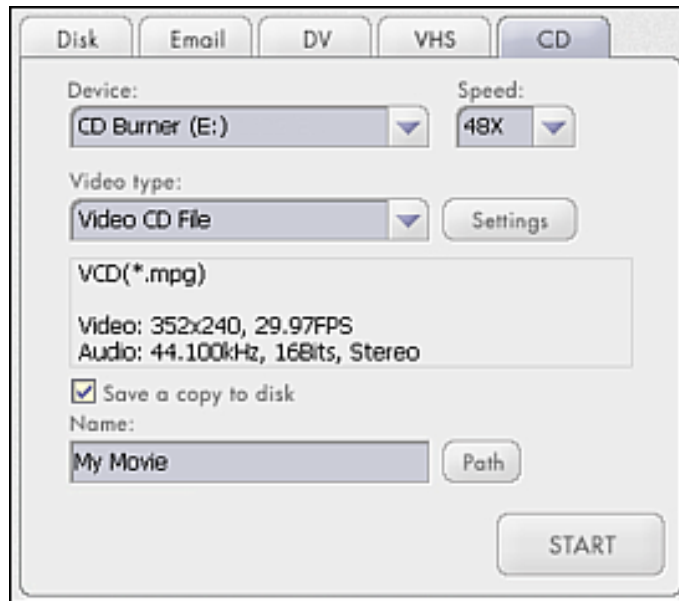 Disk Email DV VHS CD
Device: Speed:
CD Burner (E:) 48X
Video type:
Video CD File Settings
VCD(*.mpg)
Video: 352x240, 29.97FPS
Audio: 44.100kHz, 16Bits, Stereo
Save a copy to disk
Name:
My Movie Path
START